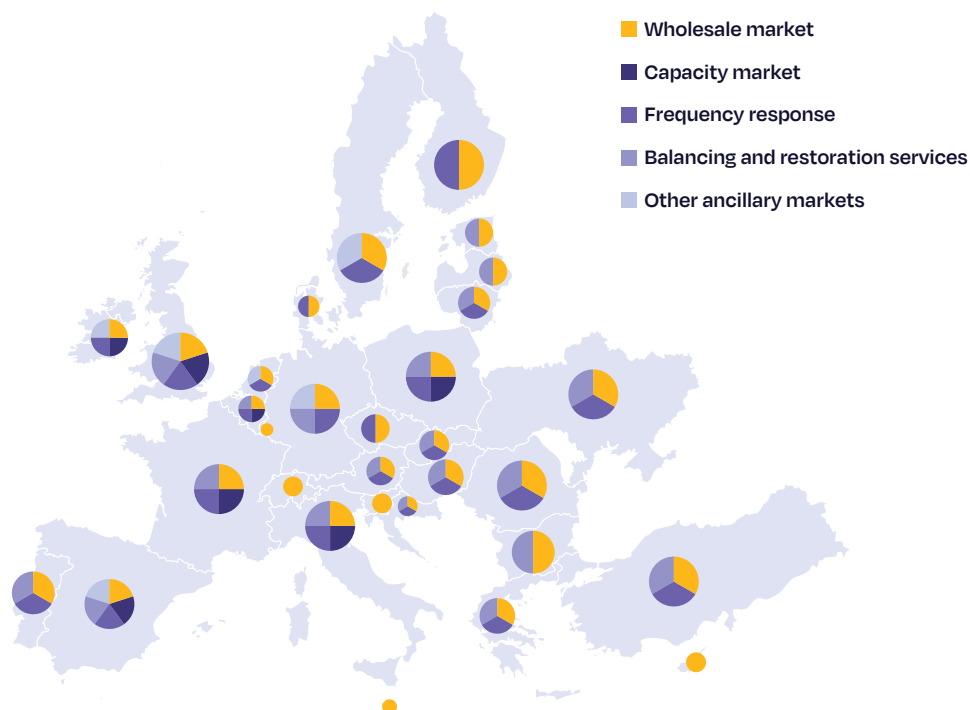 Wholesale market
Capacity market
Frequency response
Balancing and restoration services
Other ancillary markets